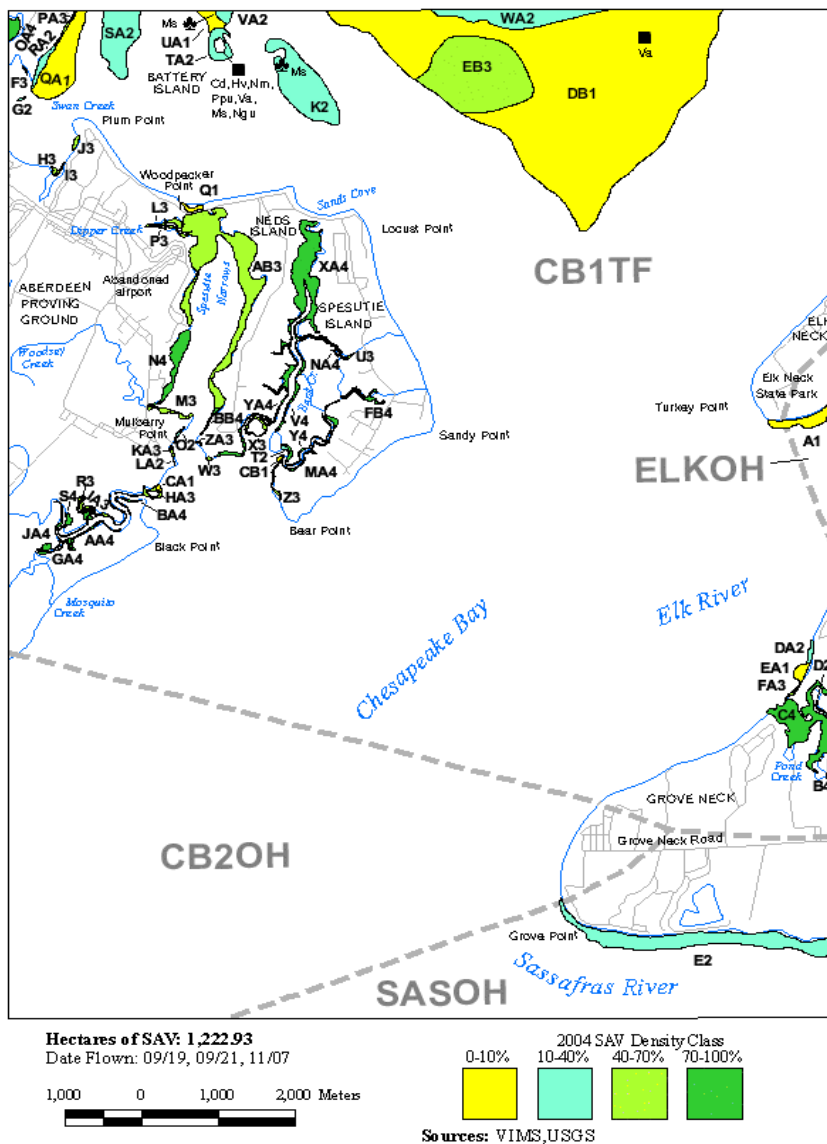 PA3
OA4
RA2
SA2
Ms
VA2
UA1
TA2
WA2
Va
F3
QA1
G2
BATTERY
ISLAND
Cd, Hv, Nm,
Ppu, Va,
Ms, Ngu
Ms
K2
EB3
DB1
Swan Creek
Plum Point
J3
H3
I3
Woodpecker
Point
Q1
L3
Dipper Creek
P3
NEDS
ISLAND
Sands Cove
Locust Point
CB1TF
AB3
XA4
Abandoned
airport
Spesutie
Narrows
ABERDEEN
PROVING
GROUND
SPESUTIE
ISLAND
ELK
NECK
Woodsey
Creek
N4
NA4
U3
Elk Neck
State Park
M3
YA4
FB4
Turkey Point
Mulberry
Point
BB4
V4
Y4
A1
KA3
O2
ZA3
X3
T2
Sandy Point
LA2
W3
CB1
MA4
ELKOH
R3
CA1
S4
HA3
Z3
BA4
JA4
AA4
Bear Point
GA4
Black Point
Mosquito
Creek
Elk River
Chesapeake Bay
DA2
EA1
FA3
C4
Pond
Creek
B4
GROVE NECK
Grove Neck Road
CB2OH
Grove Point
E2
Sassafras River
SASOH
Hectares of SAV: 1,222.93
Date Flown: 09/19, 09/21, 11/07
2004 SAV Density Class
0-10% 10-40% 40-70% 70-100%
1,000 0 1,000 2,000 Meters
Sources: VIMS,USGS